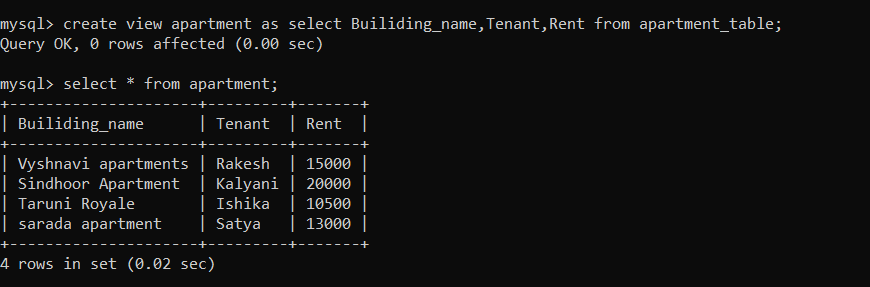 mysql> create view apartment as select Builiding_name,Tenant,Rent from apartment_table;
Query OK, 0 rows affected (0.00 sec)
mysql> select * from apartment;
+---------------------+---------+-------+
| Builiding_name      | Tenant  | Rent  |
+---------------------+---------+-------+
| Vyshnavi apartments | Rakesh  | 15000 |
| Sindhoor Apartment  | Kalyani | 20000 |
| Taruni Royale       | Ishika  | 10500 |
| sarada apartment    | Satya   | 13000 |
+---------------------+---------+-------+
4 rows in set (0.02 sec)